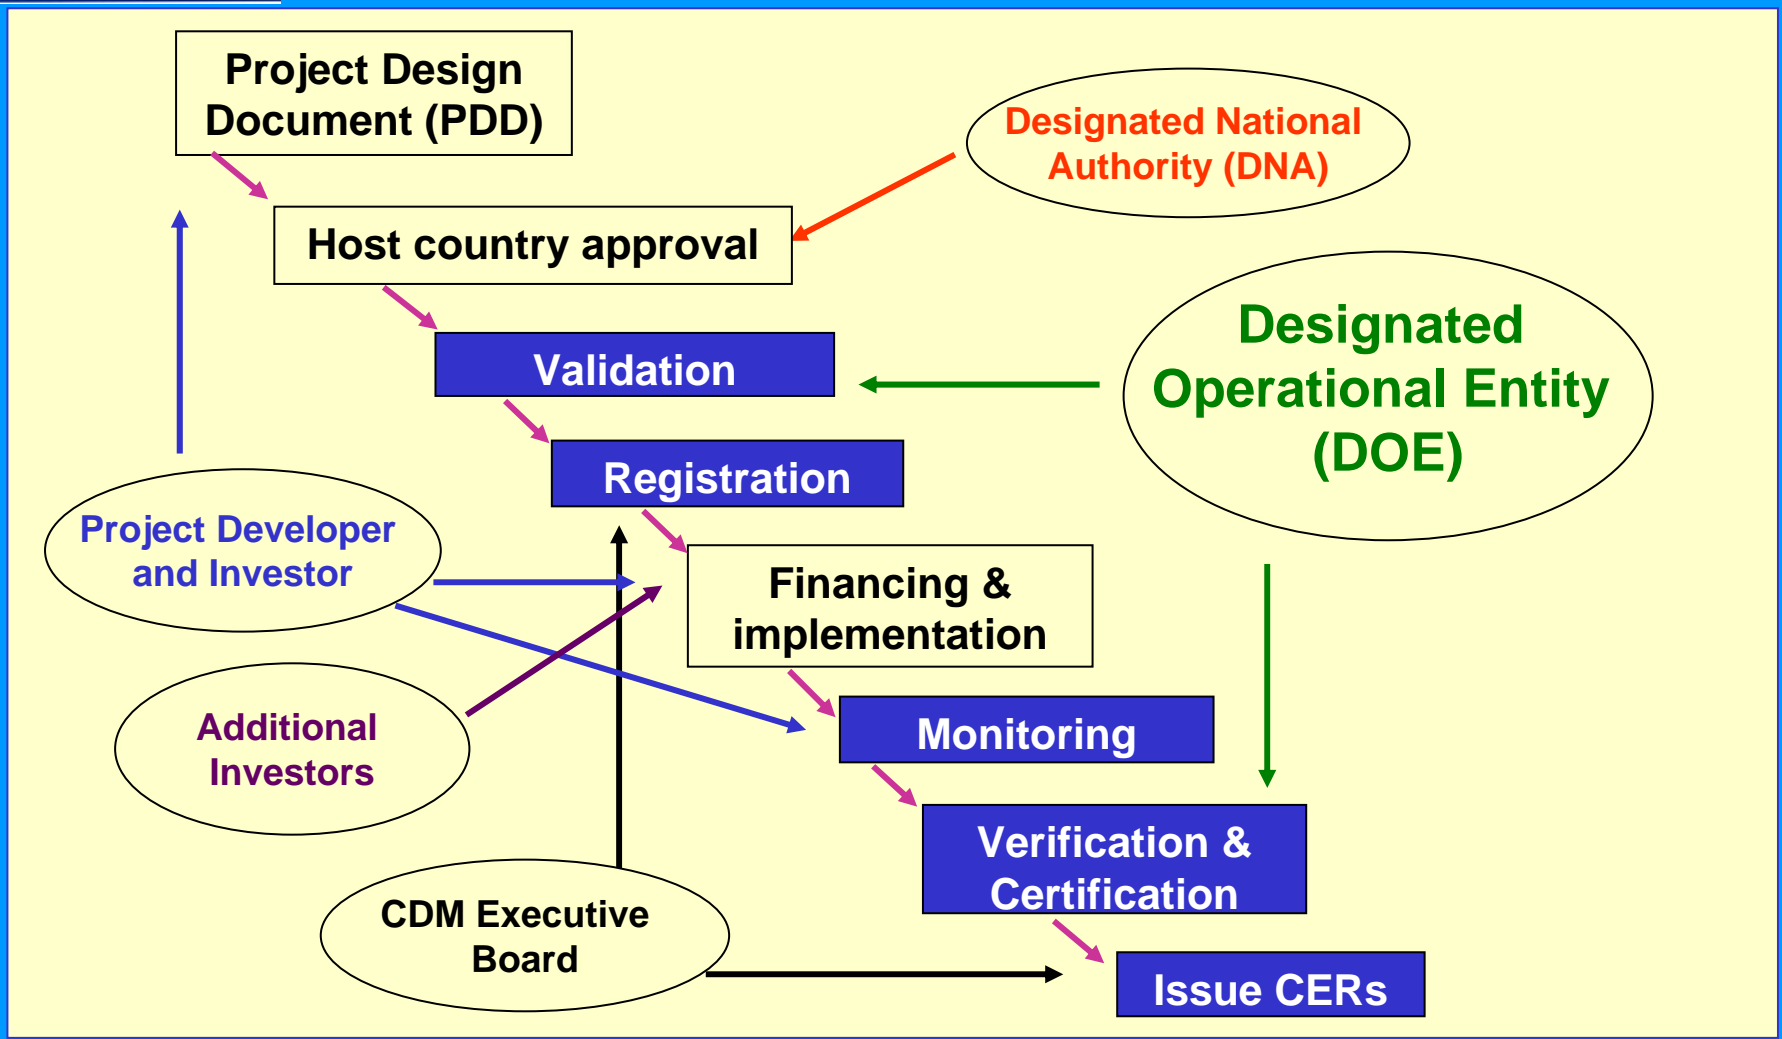 Project Design
Document (PDD)
Designated National
Authority (DNA)
Host country approval
Designated
Operational Entity
(DOE)
Validation
Registration
Project Developer
and Investor
Financing &
implementation
Additional
Investors
Monitoring
Verification &
Certification
CDM Executive
Board
Issue CERs